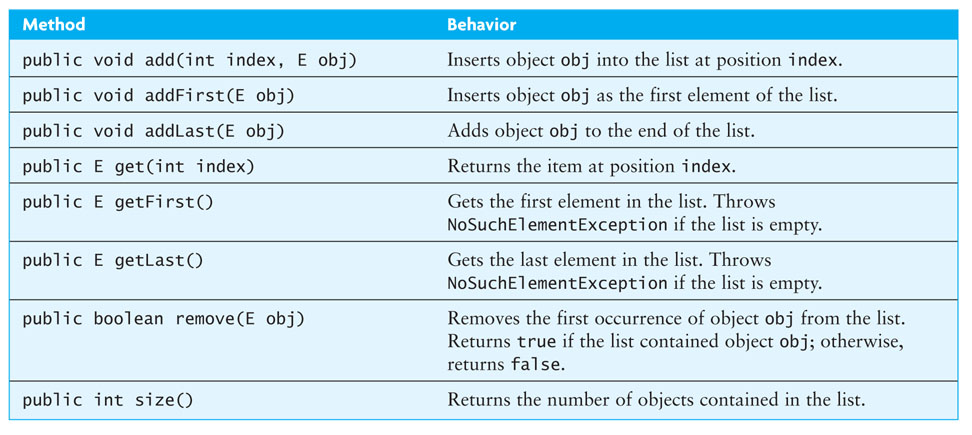 Method Behavior
public void add(int index, E obj) Inserts object obj into the list at position index.
public void addFirst(E obj) Inserts object obj as the first element of the list.
public void addLast(E obj) Adds object obj to the end of the list.
public E get(int index) Returns the item at position index.
public E getFirst() Gets the first element in the list. Throws
NoSuchElementException if the list is empty.
public E getLast() Gets the last element in the list. Throws
NoSuchElementException if the list is empty.
public boolean remove(E obj) Removes the first occurrence of object obj from the list.
Returns true if the list contained object obj; otherwise,
returns false.
public int size() Returns the number of objects contained in the list.